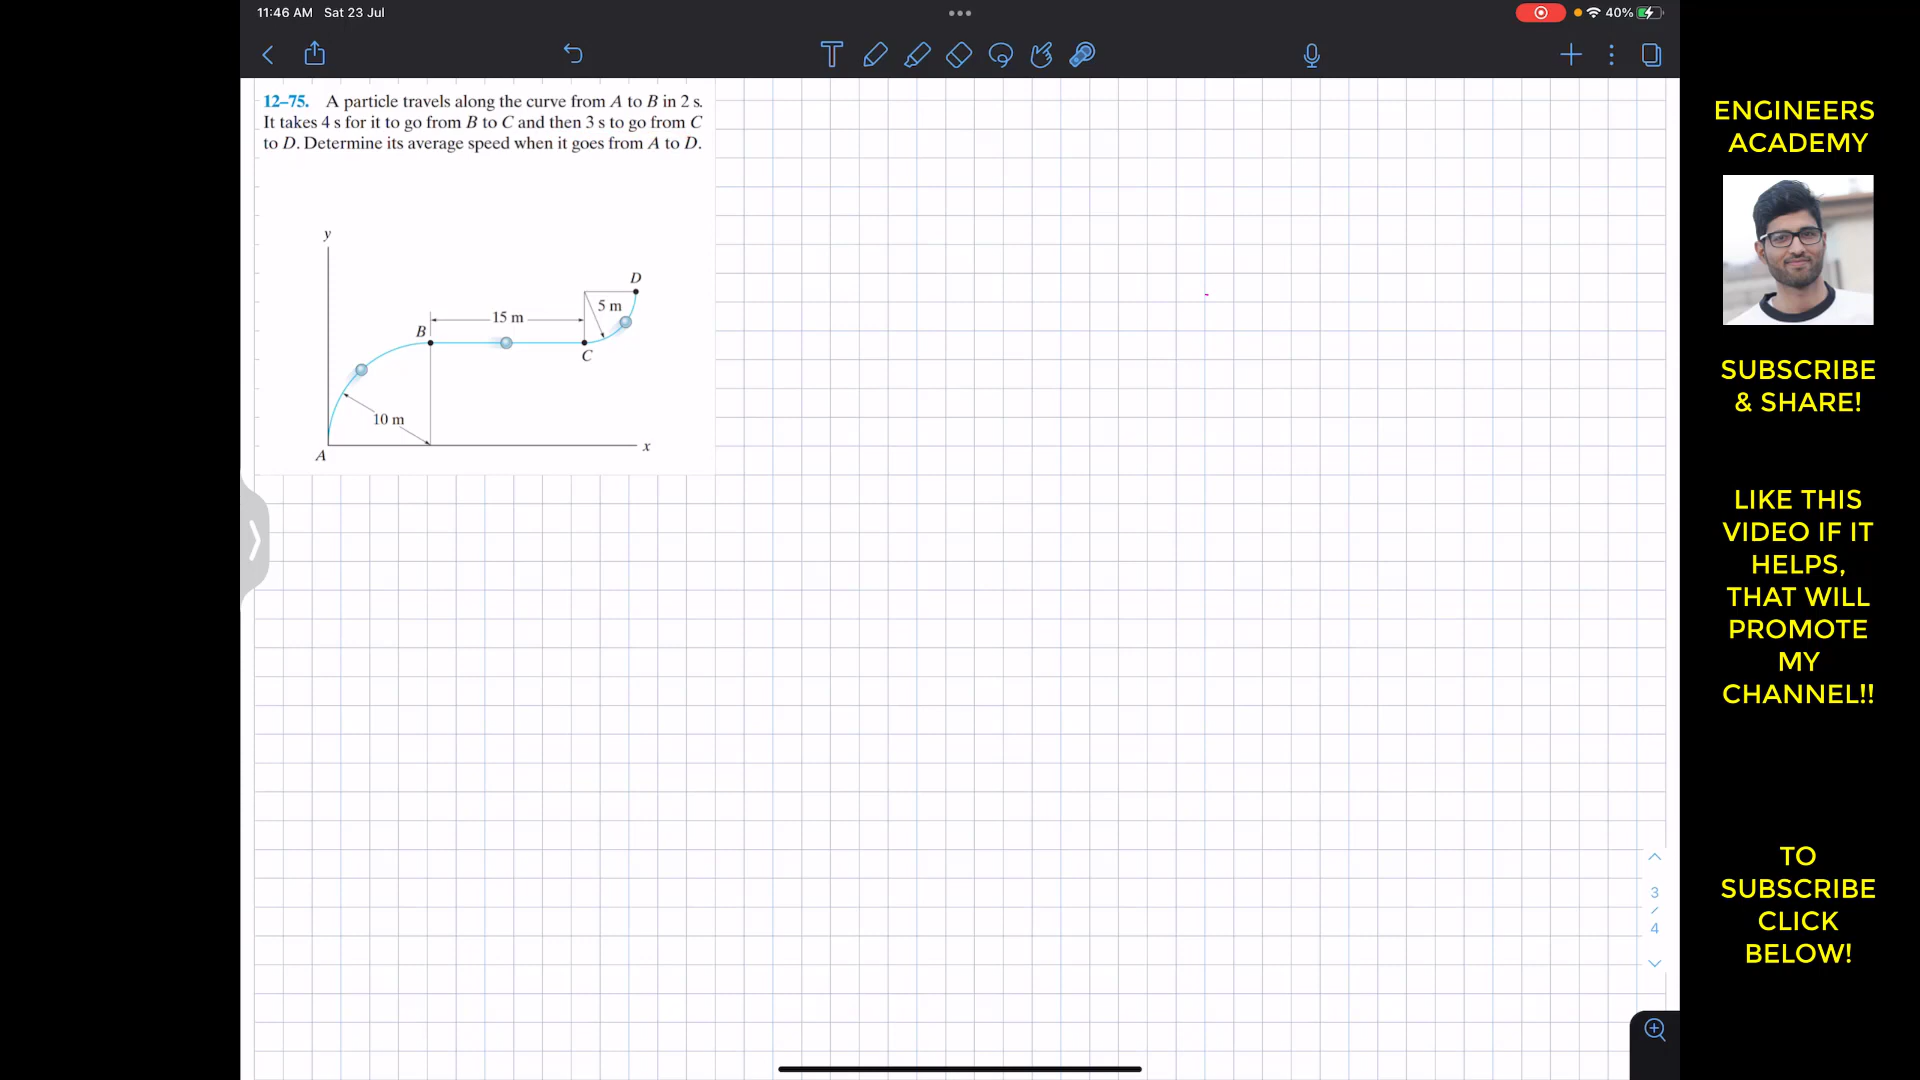 11:46 AM Sat 23 Jul
40%
T
12–75. A particle travels along the curve from A to B in 2 s.
It takes 4 s for it to go from B to C and then 3 s to go from C
to D. Determine its average speed when it goes from A to D.
y
D
5 m
15 m
B
C
10 m
x
A
3
/
4
ENGINEERS
ACADEMY
SUBSCRIBE
& SHARE!
LIKE THIS
VIDEO IF IT
HELPS,
THAT WILL
PROMOTE
MY
CHANNEL!!
TO
SUBSCRIBE
CLICK
BELOW!